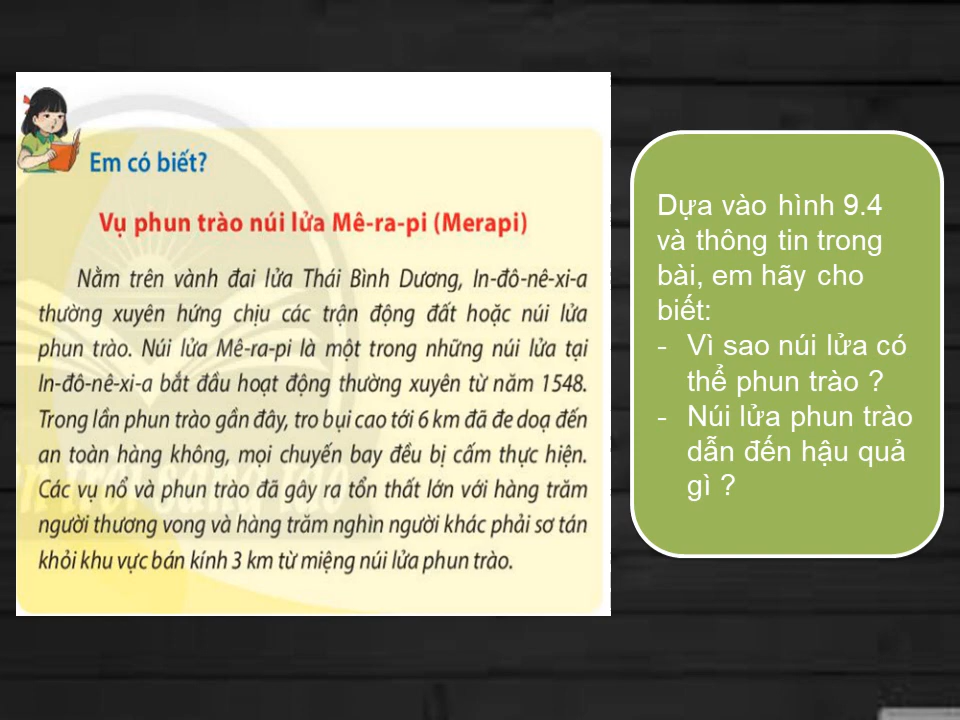 Em có biết?
Vụ phun trào núi lửa Mê-ra-pi (Merapi)
Nằm trên vành đai lửa Thái Bình Dương, In-đô-nê-xi-a
thường xuyên hứng chịu các trận động đất hoặc núi lửa
phun trào. Núi lửa Mê-ra-pi là một trong những núi lửa tại
In-đô-nê-xi-a bắt đầu hoạt động thường xuyên từ năm 1548.
Trong lần phun trào gần đây, tro bụi cao tới 6 km đã đe doạ đến
an toàn hàng không, mọi chuyến bay đều bị cấm thực hiện.
Các vụ nổ và phun trào đã gây ra tổn thất lớn với hàng trăm
người thương vong và hàng trăm nghìn người khác phải sơ tán
khỏi khu vực bán kính 3 km từ miệng núi lửa phun trào.
Dựa vào hình 9.4
và thông tin trong
bài, em hãy cho
biết:
- Vì sao núi lửa có
thể phun trào ?
- Núi lửa phun trào
dẫn đến hậu quả
gì ?